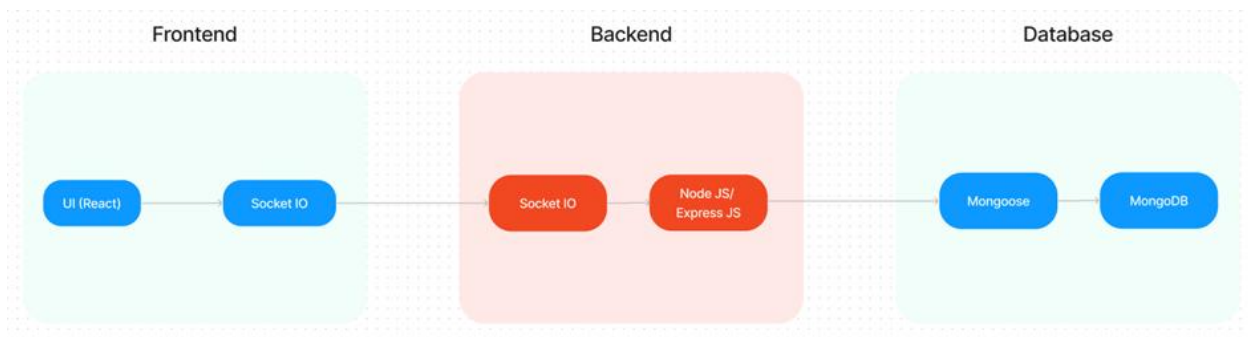 Frontend
Backend
Database
UI (React)
Socket IO
Socket IO
Node JS/
Express JS
Mongoose
MongoDB